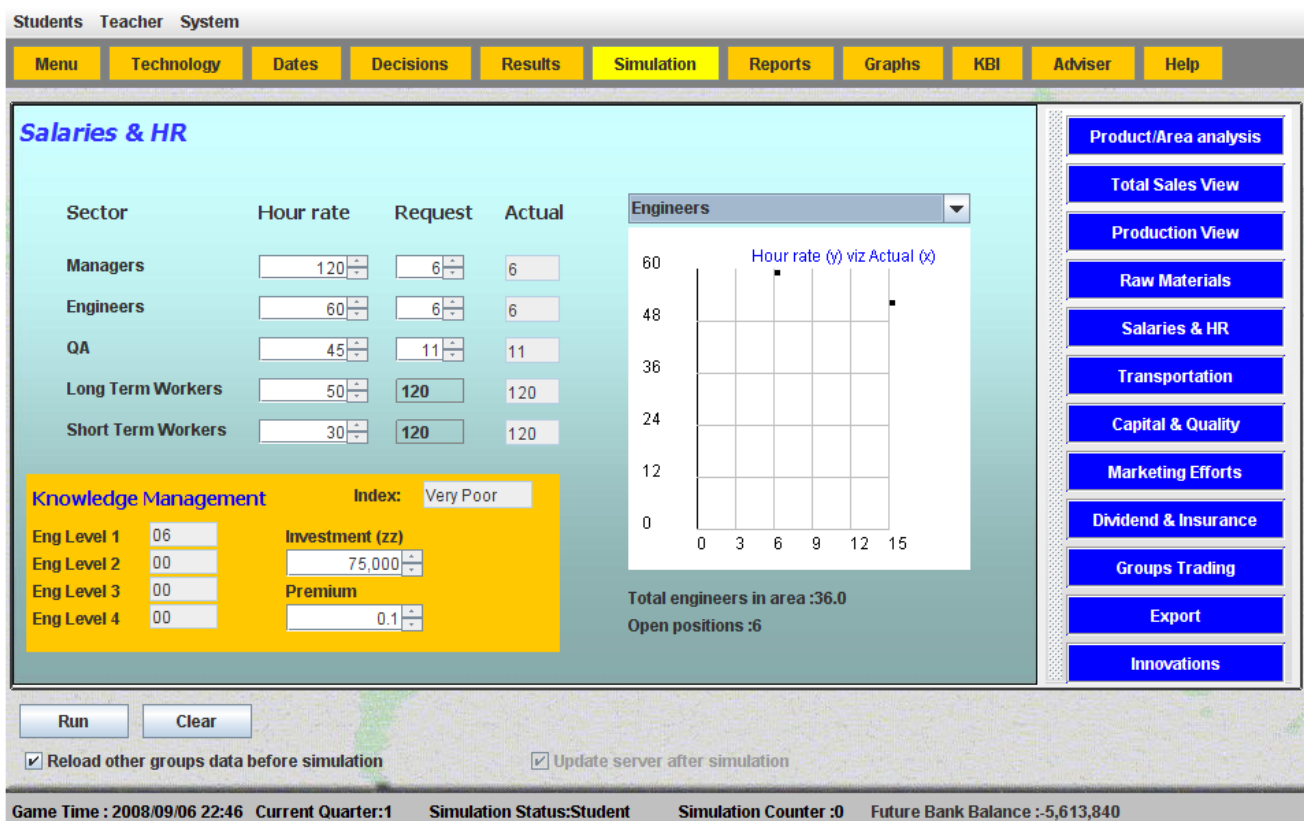 Students Teacher System
Menu Technology Dates Decisions Results Simulation Reports Graphs KBI Adviser Help
Salaries & HR
Sector Hour rate Request Actual
Managers 120 6 6
Engineers 60 6 6
QA 45 11 11
Long Term Workers 50 120 120
Short Term Workers 30 120 120
Knowledge Management Index: Very Poor
Eng Level 1 06
Eng Level 2 00
Eng Level 3 00
Eng Level 4 00
Investment (zz)
75,000
Premium
0.1
Engineers
Hour rate (y) viz Actual (x)
60
48
36
24
12
0
0 3 6 9 12 15
Total engineers in area :36.0
Open positions :6
Product/Area analysis
Total Sales View
Production View
Raw Materials
Salaries & HR
Transportation
Capital & Quality
Marketing Efforts
Dividend & Insurance
Groups Trading
Export
Innovations
Run Clear
Reload other groups data before simulation Update server after simulation
Game Time : 2008/09/06 22:46 Current Quarter:1 Simulation Status:Student Simulation Counter :0 Future Bank Balance :-5,613,840